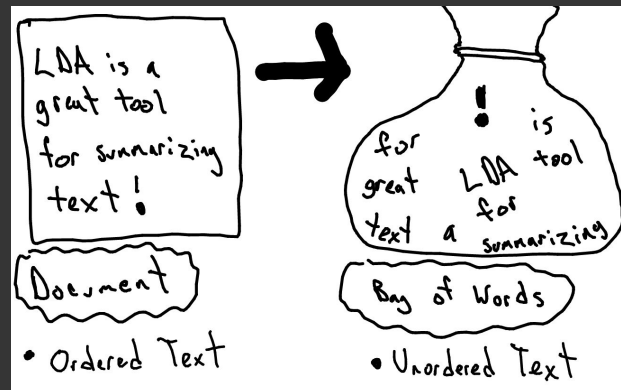 LDA is a
great tool
for summarizing
text!
Document
• Ordered Text
! is
for LDA tool
great for
text a summarizing
Bag of Words
• Unordered Text